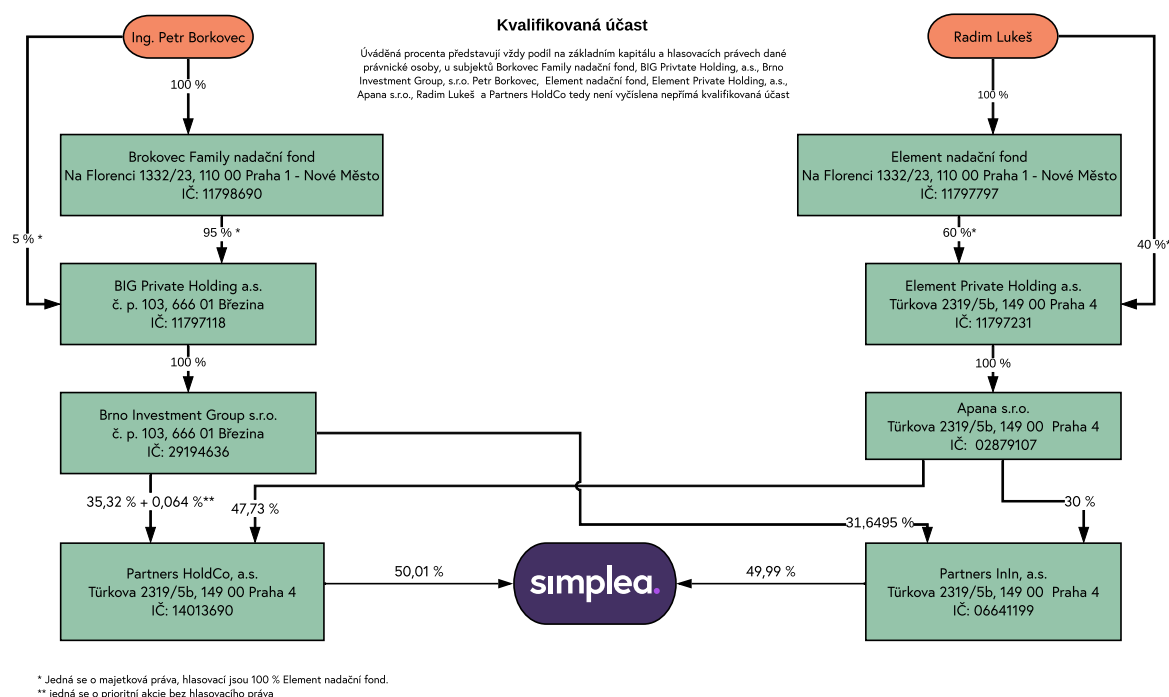 Kvalifikovaná účast
Úváděná procenta představují vždy podíl na základním kapitálu a hlasovacích právech dané
právnické osoby, u subjektů Borkovec Family nadační fond, BIG Privtate Holding, a.s., Brno
Investment Group, s.r.o. Petr Borkovec, Element nadační fond, Element Private Holding, a.s.,
Apana s.r.o., Radim Lukeš a Partners HoldCo tedy není vyčíslena nepřímá kvalifikovaná účast
Ing. Petr Borkovec
Radim Lukeš
100 %
100 %
Brokovec Family nadační fond
Na Florenci 1332/23, 110 00 Praha 1 - Nové Město
IČ: 11798690
Element nadační fond
Na Florenci 1332/23, 110 00 Praha 1 - Nové Město
IČ: 11797797
5 % *
95 % *
60 %*
40 %*
BIG Private Holding a.s.
č. p. 103, 666 01 Březina
IČ: 11797118
Element Private Holding a.s.
Türkova 2319/5b, 149 00 Praha 4
IČ: 11797231
100 %
100 %
Brno Investment Group s.r.o.
č. p. 103, 666 01 Březina
IČ: 29194636
Apana s.r.o.
Türkova 2319/5b, 149 00 Praha 4
IČ: 02879107
35,32 % + 0,064 %**
47,73 %
31,6495 %
30 %
Partners HoldCo, a.s.
Türkova 2319/5b, 149 00 Praha 4
IČ: 14013690
50,01 %
simplea.
49,99 %
Partners InIn, a.s.
Türkova 2319/5b, 149 00 Praha 4
IČ: 06641199
* Jedná se o majetková práva, hlasovací jsou 100 % Element nadační fond.
** jedná se o prioritní akcie bez hlasovacího práva